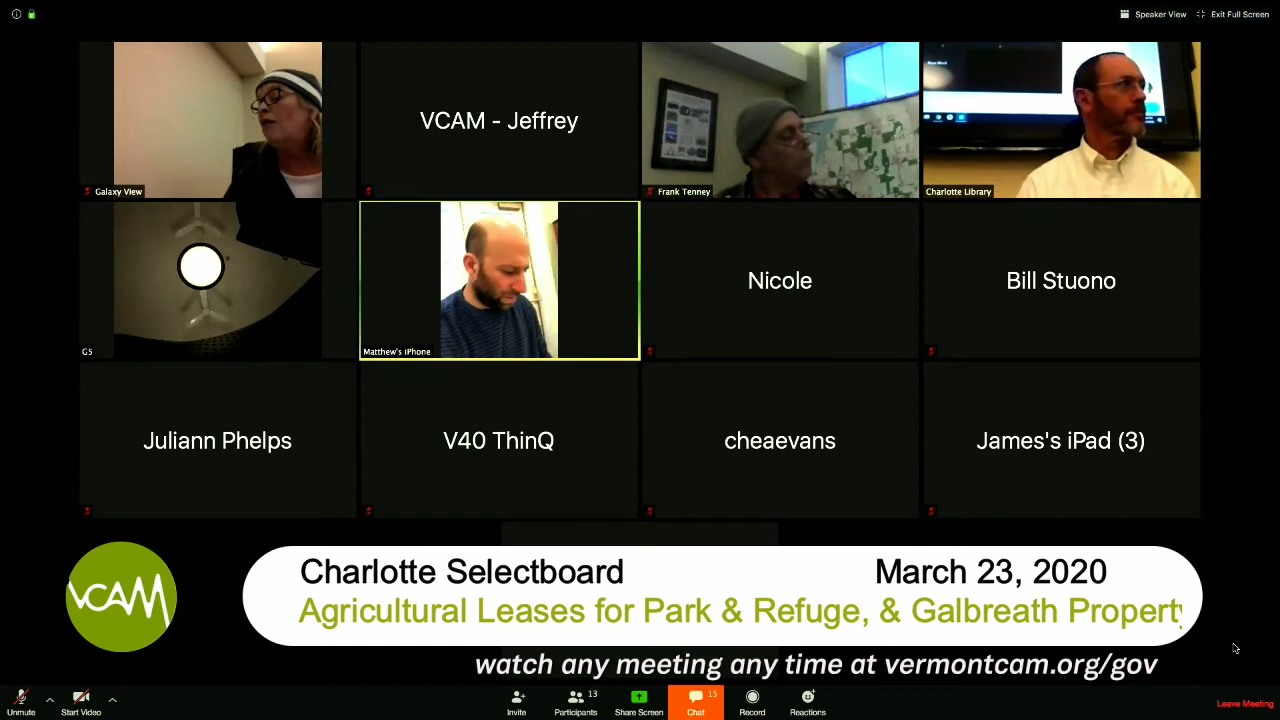 Speaker View
Exit Full Screen
VCAM - Jeffrey
Galaxy View
Frank Tenney
Charlotte Library
G5
Matthew's iPhone
Nicole
Bill Stuono
Juliann Phelps
V40 ThinQ
cheaevans
James's iPad (3)
VCAM
Charlotte Selectboard March 23, 2020
Agricultural Leases for Park & Refuge, & Galbreath Property
watch any meeting any time at vermontcam.org/gov
Unmute
Start Video
Invite
Participants 13
Share Screen
Chat 15
Record
Reactions
Leave Meeting